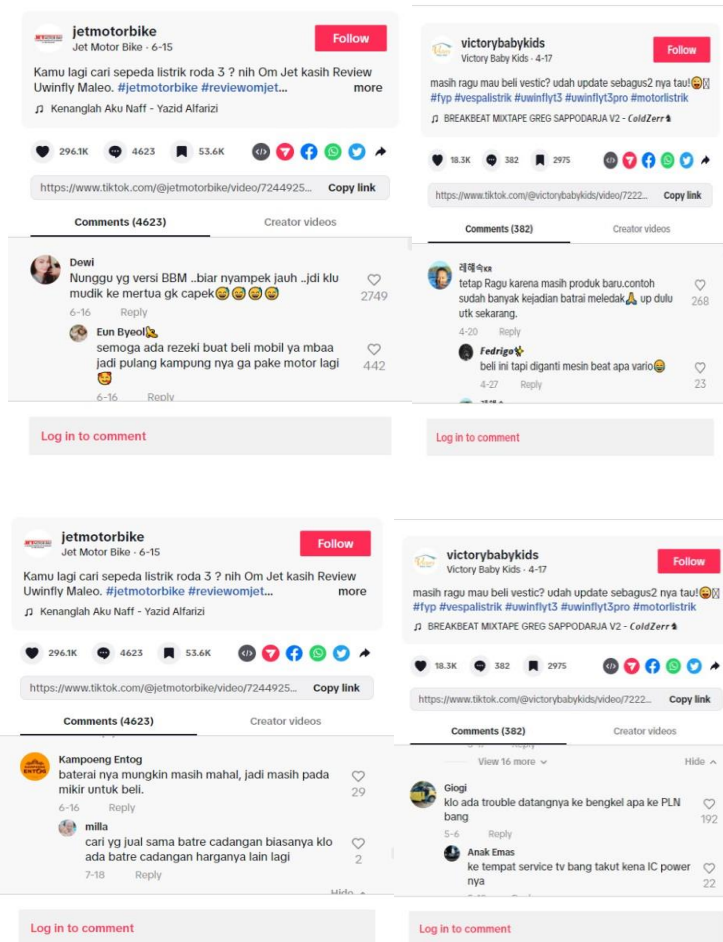 jetmotorbike
Jet Motor Bike · 6-15
Follow
Kamu lagi cari sepeda listrik roda 3 ? nih Om Jet kasih Review
Uwinfly Maleo. #jetmotorbike #reviewomjet... more
♫ Kenanglah Aku Naff - Yazid Alfarizi
296.1K 4623 53.6K
https://www.tiktok.com/@jetmotorbike/video/7244925... Copy link
Comments (4623) Creator videos
Dewi
Nunggu yg versi BBM ..biar nyampek jauh ..jdi klu
mudik ke mertua gk capek😅😅😅😅
2749
6-16 Reply
Eun Byeol
semoga ada rezeki buat beli mobil ya mbaa
jadi pulang kampung nya ga pake motor lagi
🥰
442
6-16 Reply
Log in to comment
victorybabykids
Victory Baby Kids · 4-17
Follow
masih ragu mau beli vestic? udah update sebagus2 nya tau!😜
#fyp #vespalistrik #uwinflyt3 #uwinflyt3pro #motorlistrik
♫ BREAKBEAT MIXTAPE GREG SAPPODARJA V2 - ColdZerr♞
18.3K 382 2975
https://www.tiktok.com/@victorybabykids/video/7222... Copy link
Comments (382) Creator videos
레해숙KR
tetap Ragu karena masih produk baru.contoh
sudah banyak kejadian batrai meledak🙏 up dulu
utk sekarang.
268
4-20 Reply
Fedrigo
beli ini tapi diganti mesin beat apa vario😄
4-27 Reply
23
Log in to comment
jetmotorbike
Jet Motor Bike · 6-15
Follow
Kamu lagi cari sepeda listrik roda 3 ? nih Om Jet kasih Review
Uwinfly Maleo. #jetmotorbike #reviewomjet... more
♫ Kenanglah Aku Naff - Yazid Alfarizi
296.1K 4623 53.6K
https://www.tiktok.com/@jetmotorbike/video/7244925... Copy link
Comments (4623) Creator videos
Kampoeng Entog
baterai nya mungkin masih mahal, jadi masih pada
mikir untuk beli.
29
6-16 Reply
milla
cari yg jual sama batre cadangan biasanya klo
ada batre cadangan harganya lain lagi
2
7-18 Reply
Hide
Log in to comment
victorybabykids
Victory Baby Kids · 4-17
Follow
masih ragu mau beli vestic? udah update sebagus2 nya tau!😜
#fyp #vespalistrik #uwinflyt3 #uwinflyt3pro #motorlistrik
♫ BREAKBEAT MIXTAPE GREG SAPPODARJA V2 - ColdZerr♞
18.3K 382 2975
https://www.tiktok.com/@victorybabykids/video/7222... Copy link
Comments (382) Creator videos
View 16 more Hide
Giogi
klo ada trouble datangnya ke bengkel apa ke PLN
bang
192
5-6 Reply
Anak Emas
ke tempat service tv bang takut kena IC power
nya
22
Log in to comment